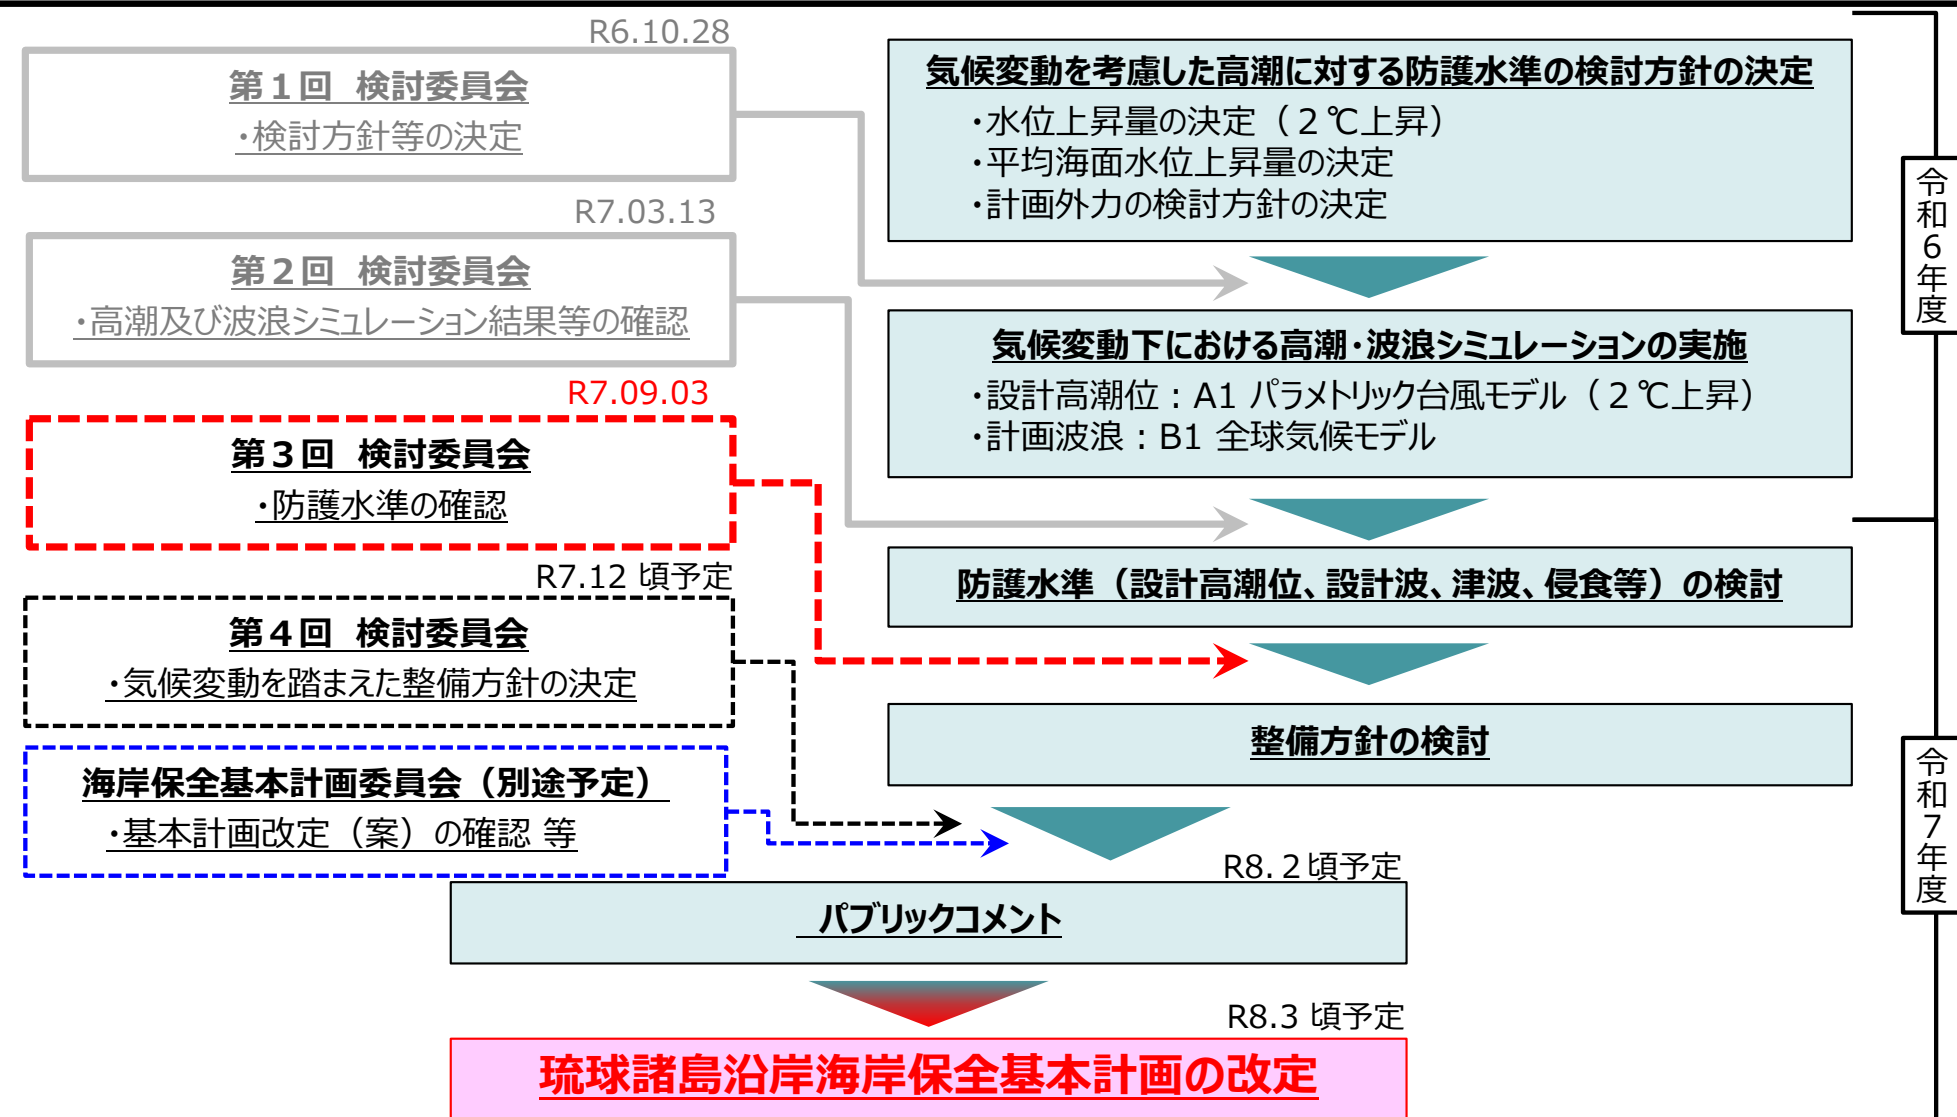 R6.10.28
第１回 検討委員会
・検討方針等の決定
R7.03.13
第２回 検討委員会
・高潮及び波浪シミュレーション結果等の確認
R7.09.03
第３回 検討委員会
・防護水準の確認
R7.12 頃予定
第４回 検討委員会
・気候変動を踏まえた整備方針の決定
海岸保全基本計画委員会（別途予定）
・基本計画改定（案）の確認 等
気候変動を考慮した高潮に対する防護水準の検討方針の決定
・水位上昇量の決定（２℃上昇）
・平均海面水位上昇量の決定
・計画外力の検討方針の決定
気候変動下における高潮・波浪シミュレーションの実施
・設計高潮位：A1 パラメトリック台風モデル（２℃上昇）
・計画波浪：B1 全球気候モデル
防護水準（設計高潮位、設計波、津波、侵食等）の検討
整備方針の検討
R8.２頃予定
パブリックコメント
R8.3 頃予定
琉球諸島沿岸海岸保全基本計画の改定
令和６年度
令和７年度